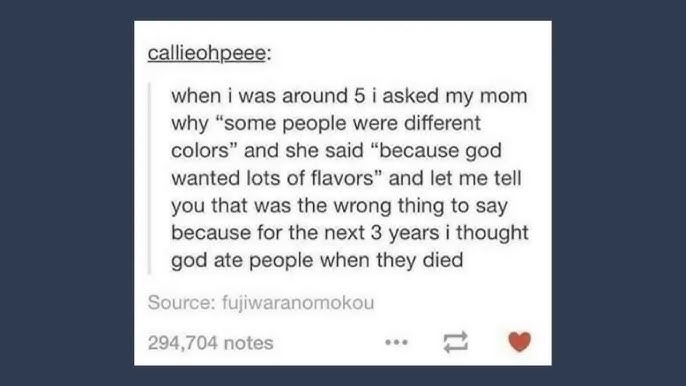 callieohpeee:
when i was around 5 i asked my mom
why “some people were different
colors” and she said “because god
wanted lots of flavors” and let me tell
you that was the wrong thing to say
because for the next 3 years i thought
god ate people when they died
Source: fujiwaranomokou
294,704 notes